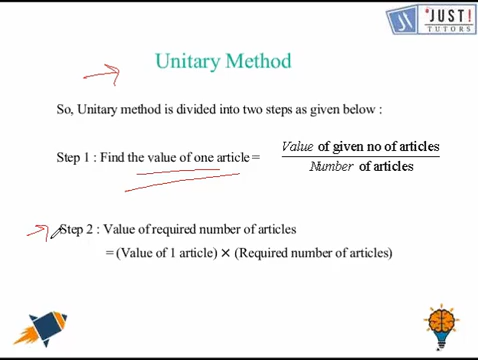 "JUST!
TUTORS
Unitary Method
So, Unitary method is divided into two steps as given below :
Step 1 : Find the value of one article = Value of given no of articles / Number of articles
Step 2 : Value of required number of articles
= (Value of 1 article) × (Required number of articles)